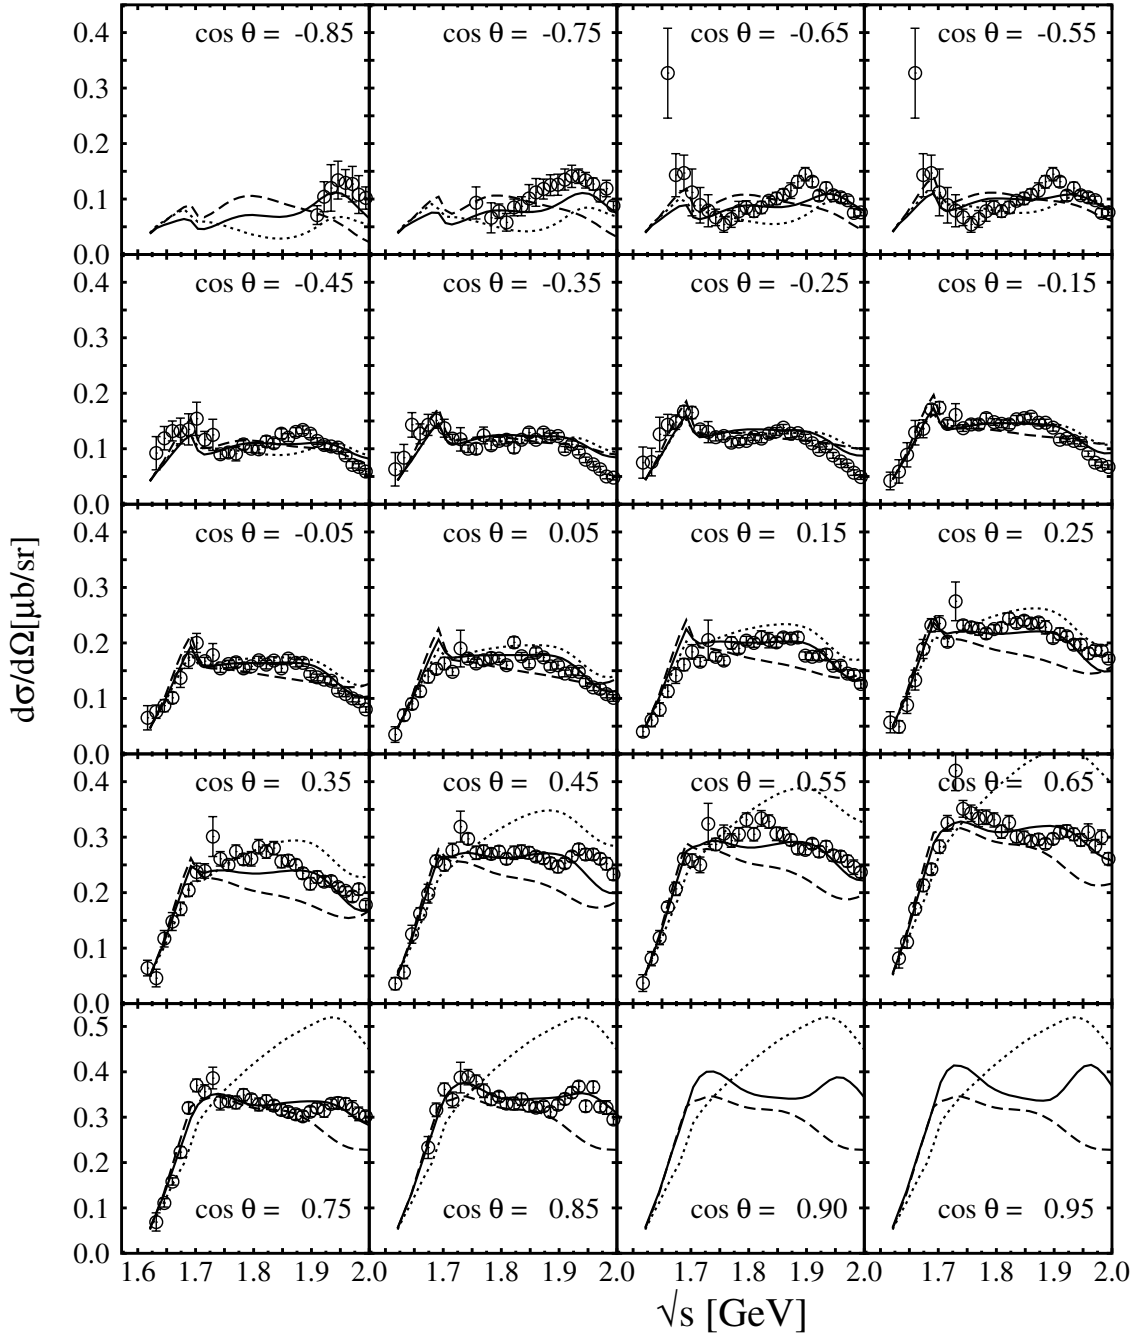 0.4
0.3
0.2
0.1
0.0
cos θ = -0.85
cos θ = -0.75
cos θ = -0.65
cos θ = -0.55
0.4
0.3
0.2
0.1
0.0
cos θ = -0.45
cos θ = -0.35
cos θ = -0.25
cos θ = -0.15
dσ/dΩ[μb/sr]
0.4
0.3
0.2
0.1
0.0
cos θ = -0.05
cos θ = 0.05
cos θ = 0.15
cos θ = 0.25
0.4
0.3
0.2
0.1
0.0
cos θ = 0.35
cos θ = 0.45
cos θ = 0.55
cos θ = 0.65
0.5
0.4
0.3
0.2
0.1
0.0
cos θ = 0.75
cos θ = 0.85
cos θ = 0.90
cos θ = 0.95
1.6 1.7 1.8 1.9 2.0 1.7 1.8 1.9 2.0 1.7 1.8 1.9 2.0 1.7 1.8 1.9 2.0
√s [GeV]